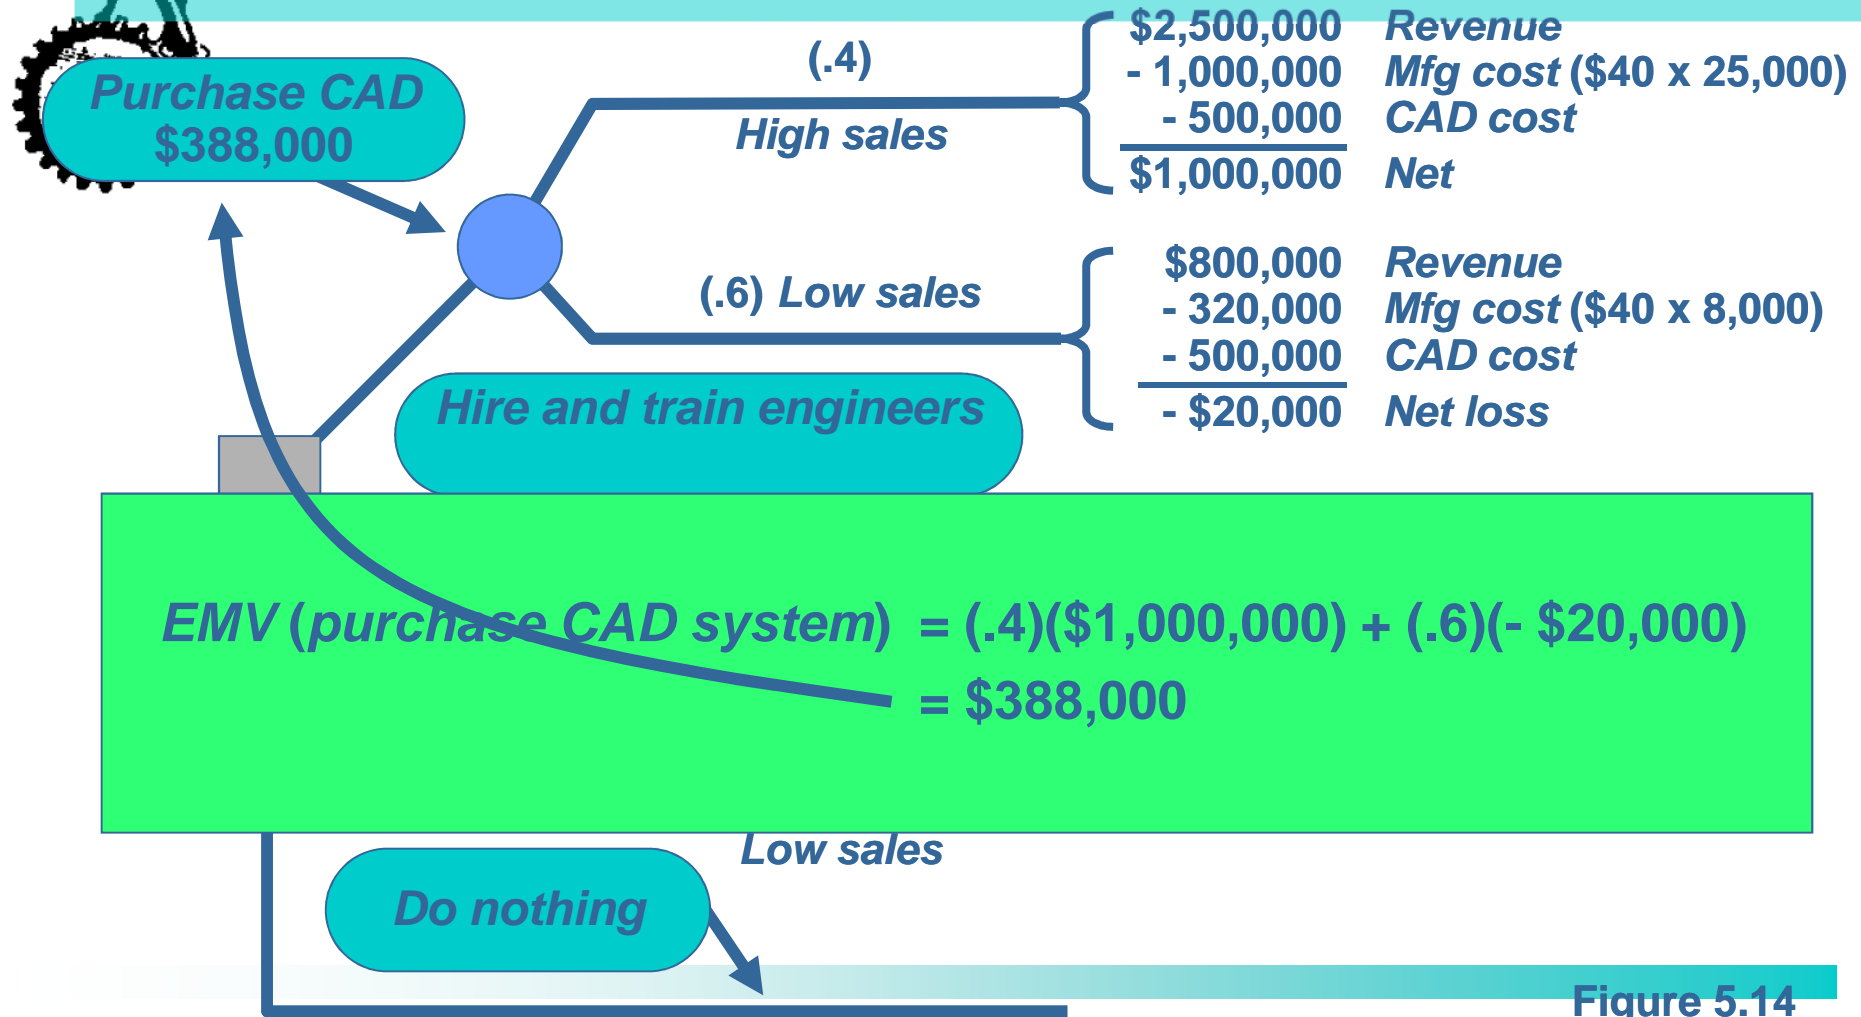 Purchase CAD
$388,000
(.4)
High sales
$2,500,000 Revenue
- 1,000,000 Mfg cost ($40 x 25,000)
- 500,000 CAD cost
$1,000,000 Net
(.6) Low sales
$800,000 Revenue
- 320,000 Mfg cost ($40 x 8,000)
- 500,000 CAD cost
- $20,000 Net loss
Hire and train engineers
EMV (purchase CAD system) = (.4)($1,000,000) + (.6)(- $20,000)
= $388,000
Low sales
Do nothing
Figure 5.14